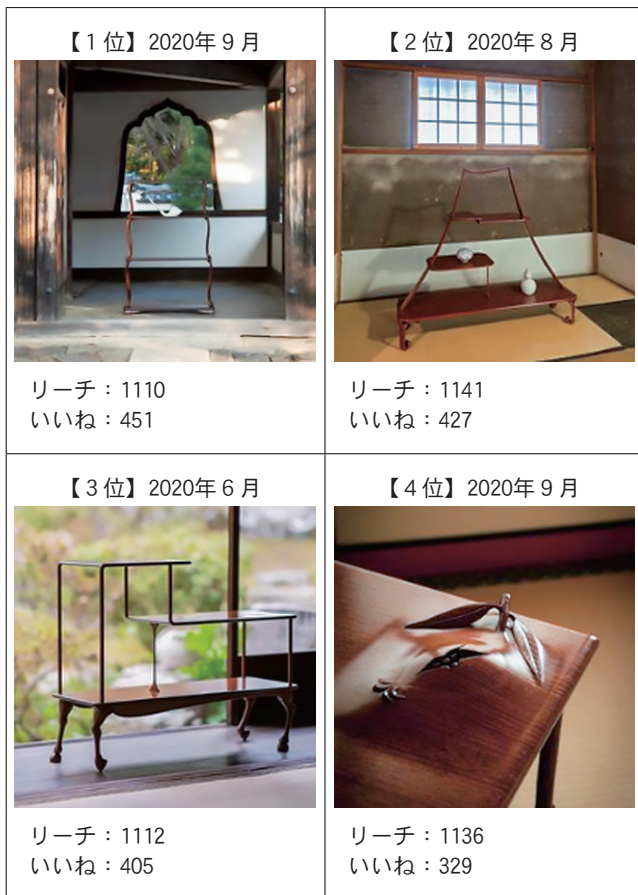 【1位】2020年9月
リーチ：1110
いいね：451
【2位】2020年8月
リーチ：1141
いいね：427
【3位】2020年6月
リーチ：1112
いいね：405
【4位】2020年9月
リーチ：1136
いいね：329